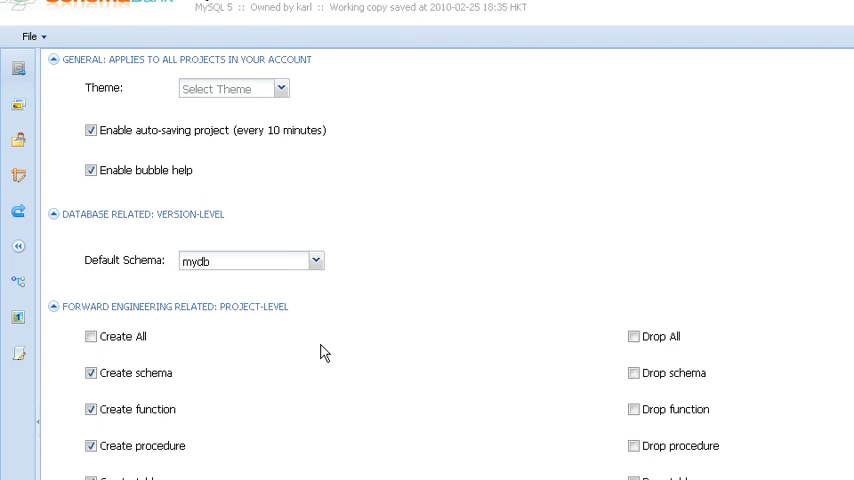 MySQL 5 :: Owned by karl :: Working copy saved at 2010-02-25 18:35 HKT
File
GENERAL: APPLIES TO ALL PROJECTS IN YOUR ACCOUNT
Theme: Select Theme
Enable auto-saving project (every 10 minutes)
Enable bubble help
DATABASE RELATED: VERSION-LEVEL
Default Schema: mydb
FORWARD ENGINEERING RELATED: PROJECT-LEVEL
Create All Drop All
Create schema Drop schema
Create function Drop function
Create procedure Drop procedure